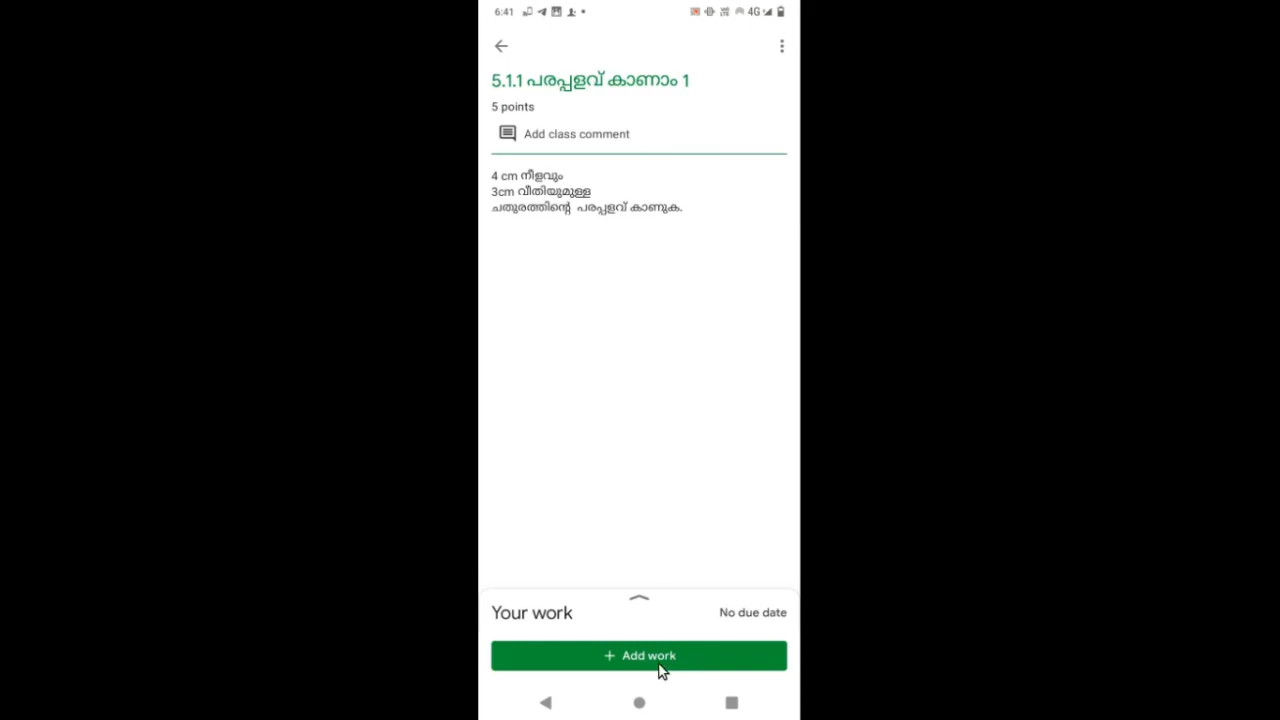 6:41 4G
5.1.1 പരപ്പളവ് കാണാം 1
5 points
Add class comment
4 cm നീളവും
3cm വീതിയുമുള്ള
ചതുരത്തിന്റെ പരപ്പളവ് കാണുക.
Your work No due date
+ Add work